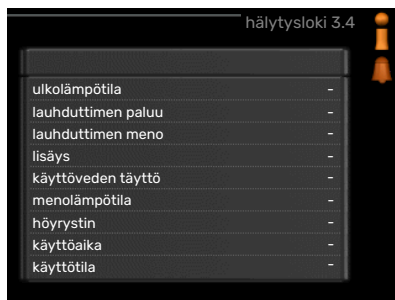 hälytysloki 3.4
ulkolämpötila -
lauhduttimen paluu -
lauhduttimen meno -
lisäys -
käyttöveden täyttö -
menolämpötila -
höyrystin -
käyttöaika -
käyttötila -